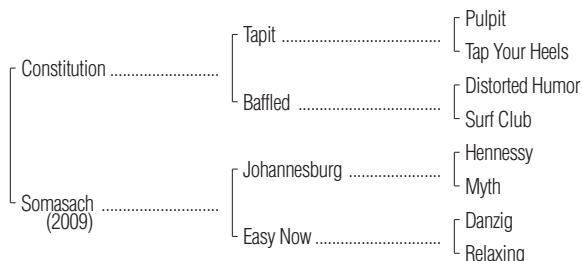 Pulpit
Tapit ........................................
Tap Your Heels
Constitution ...........................
Distorted Humor
Baffled ....................................
Surf Club
Hennessy
Johannesburg ..........................
Myth
Somasach .............................
(2009)
Danzig
Easy Now ................................
Relaxing